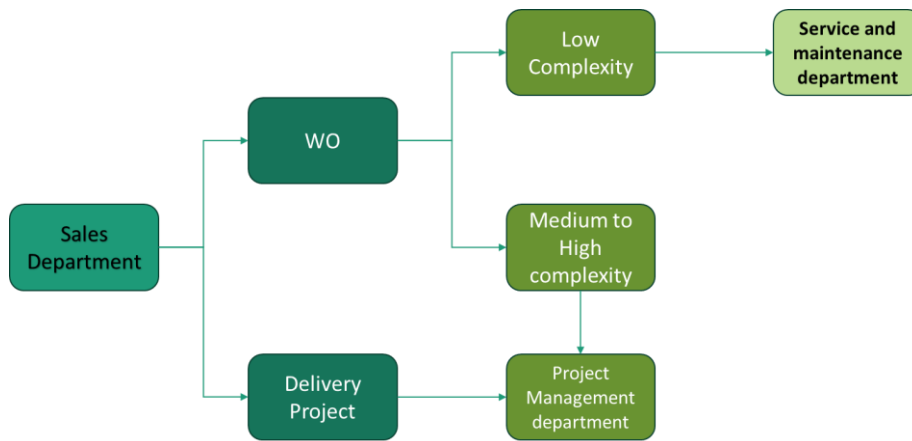 Low
Complexity
Service and
maintenance
department
WO
Sales
Department
Medium to
High
complexity
Delivery
Project
Project
Management
department